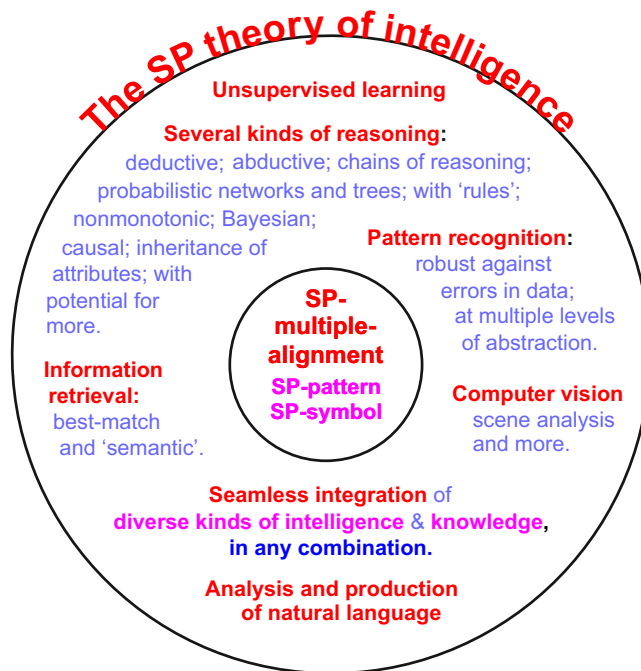 The SP theory of intelligence
Unsupervised learning
Several kinds of reasoning:
deductive; abductive; chains of reasoning;
probabilistic networks and trees; with ‘rules’;
nonmonotonic; Bayesian;
causal; inheritance of
attributes; with
potential for
more.
Pattern recognition:
robust against
errors in data;
at multiple levels
of abstraction.
SP-
multiple-
alignment
SP-pattern
SP-symbol
Information
retrieval:
best-match
and ‘semantic’.
Computer vision
scene analysis
and more.
Seamless integration of
diverse kinds of intelligence & knowledge,
in any combination.
Analysis and production
of natural language